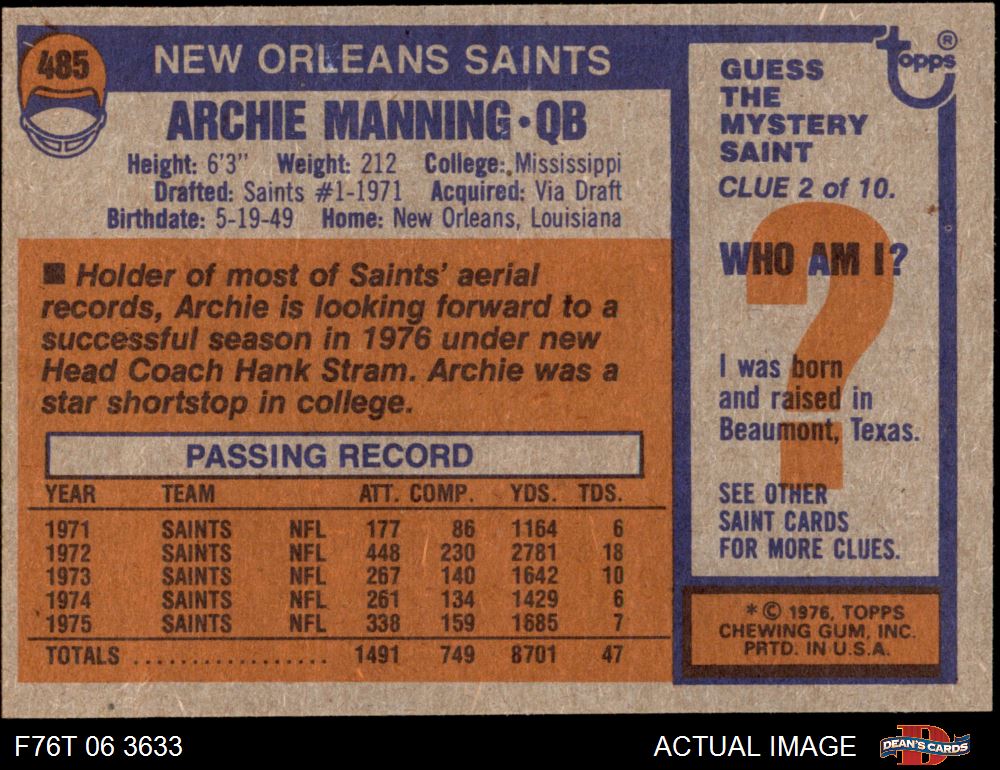 485
NEW ORLEANS SAINTS
ARCHIE MANNING • QB
Height: 6'3" Weight: 212 College: Mississippi
Drafted: Saints #1-1971 Acquired: Via Draft
Birthdate: 5-19-49 Home: New Orleans, Louisiana
■ Holder of most of Saints' aerial
records, Archie is looking forward to a
successful season in 1976 under new
Head Coach Hank Stram. Archie was a
star shortstop in college.
PASSING RECORD
YEAR TEAM ATT. COMP. YDS. TDS.
1971 SAINTS NFL 177 86 1164 6
1972 SAINTS NFL 448 230 2781 18
1973 SAINTS NFL 267 140 1642 10
1974 SAINTS NFL 261 134 1429 6
1975 SAINTS NFL 338 159 1685 7
TOTALS .................. 1491 749 8701 47
Topps ®
GUESS
THE
MYSTERY
SAINT
CLUE 2 of 10.
?
WHO AM I?
I was born
and raised in
Beaumont, Texas.
SEE OTHER
SAINT CARDS
FOR MORE CLUES.
* © 1976, TOPPS
CHEWING GUM, INC.
PRTD. IN U.S.A.
F76T 06 3633
ACTUAL IMAGE
D
DEAN'S CARDS